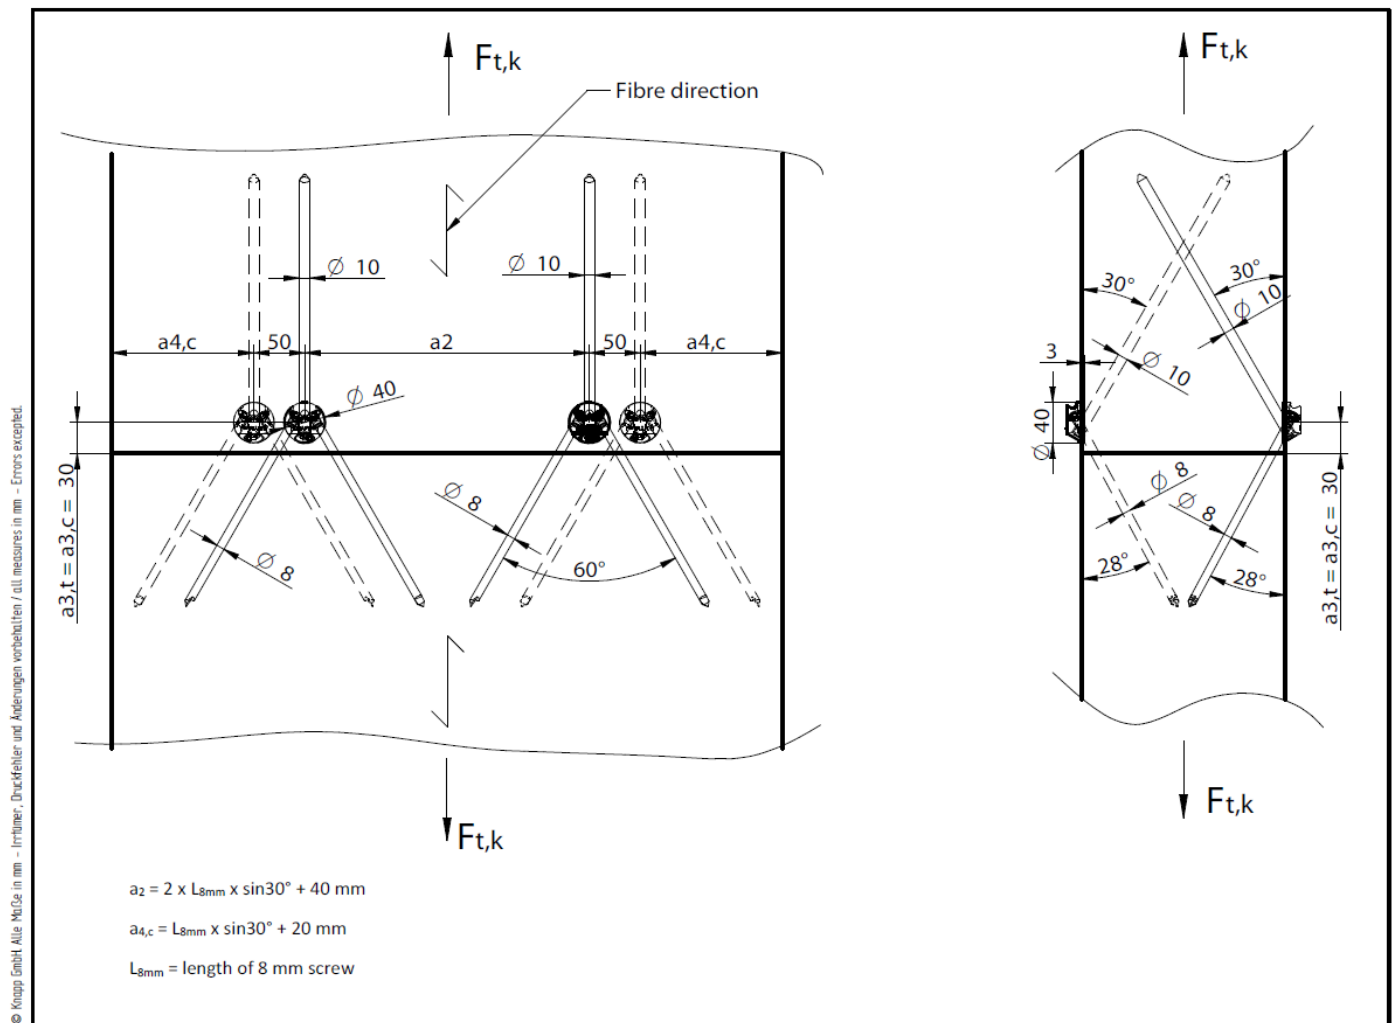 Ft,k
Fibre direction
Ø 10
Ø 10
a4,c
50
a2
50
a4,c
Ø 40
a3,t = a3,c = 30
Ø 8
Ø 8
60°
Ft,k
Ft,k
30°
30°
Ø 10
Ø 10
3
Ø 40
Ø 8
Ø 8
28°
28°
a3,t = a3,c = 30
Ft,k
a2 = 2 x L8mm x sin30° + 40 mm
a4,c = L8mm x sin30° + 20 mm
L8mm = length of 8 mm screw
© Knapp GmbH. Alle Maße in mm – Irrtümer, Druckfehler und Änderungen vorbehalten / all measures in mm – Errors excepted.